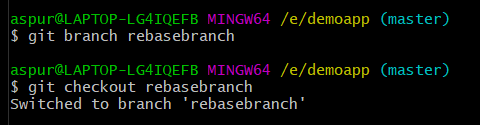 aspur@LAPTOP-LG4IQEFB MINGW64 /e/demoapp (master)
$ git branch rebasebranch
aspur@LAPTOP-LG4IQEFB MINGW64 /e/demoapp (master)
$ git checkout rebasebranch
Switched to branch 'rebasebranch'